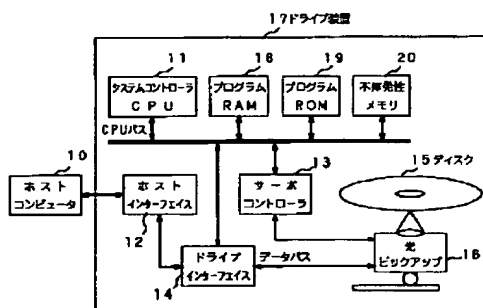 17ドライブ装置
11
18
19
20
システムコントローラ
CPU
プログラム
RAM
プログラム
ROM
不揮発性
メモリ
CPUバス
10
13
15ディスク
ホスト
コンピュータ
ホスト
インターフェイス
サーボ
コントローラ
12
ドライブ
インターフェイス
データバス
光
ピックアップ
16
14